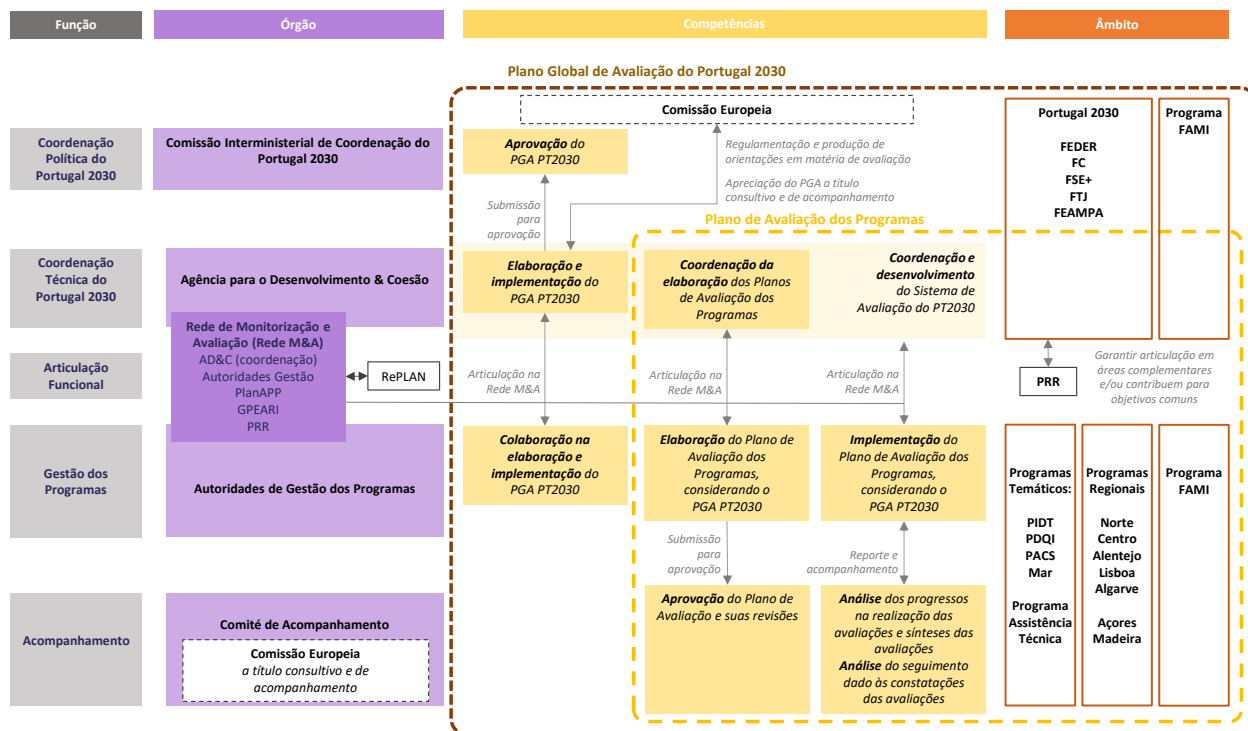 Função
Órgão
Competências
Âmbito
Plano Global de Avaliação do Portugal 2030
Comissão Europeia
Coordenação
Política do
Portugal 2030
Comissão Interministerial de Coordenação do
Portugal 2030
Aprovação do
PGA PT2030
Regulamentação e produção de
orientações em matéria de avaliação
Apreciação do PGA a título
consultivo e de acompanhamento
Submissão
para
aprovação
Portugal 2030
FEDER
FC
FSE+
FTJ
FEAMPA
Programa
FAMI
Plano de Avaliação dos Programas
Coordenação
Técnica do
Portugal 2030
Agência para o Desenvolvimento & Coesão
Elaboração e
implementação do
PGA PT2030
Coordenação da
elaboração dos Planos
de Avaliação dos
Programas
Coordenação e
desenvolvimento
do Sistema de
Avaliação do PT2030
Articulação
Funcional
Rede de Monitorização e
Avaliação (Rede M&A)
AD&C (coordenação)
Autoridades Gestão
PlanAPP
GPEARI
PRR
RePLAN
Articulação na
Rede M&A
Articulação na
Rede M&A
Articulação na
Rede M&A
PRR
Garantir articulação em
áreas complementares
e/ou contribuem para
objetivos comuns
Gestão dos
Programas
Autoridades de Gestão dos Programas
Colaboração na
elaboração e
implementação do
PGA PT2030
Elaboração do Plano de
Avaliação dos
Programas,
considerando o
PGA PT2030
Implementação do
Plano de Avaliação dos
Programas,
considerando o
PGA PT2030
Submissão
para
aprovação
Reporte e
acompanhamento
Programas
Temáticos:
PIDT
PDQI
PACS
Mar
Programa
Assistência
Técnica
Programas
Regionais
Norte
Centro
Alentejo
Lisboa
Algarve
Açores
Madeira
Programa
FAMI
Acompanhamento
Comité de Acompanhamento
Comissão Europeia
a título consultivo e de
acompanhamento
Aprovação do Plano de
Avaliação e suas revisões
Análise dos progressos
na realização das
avaliações e sínteses das
avaliações
Análise do seguimento
dado às constatações
das avaliações